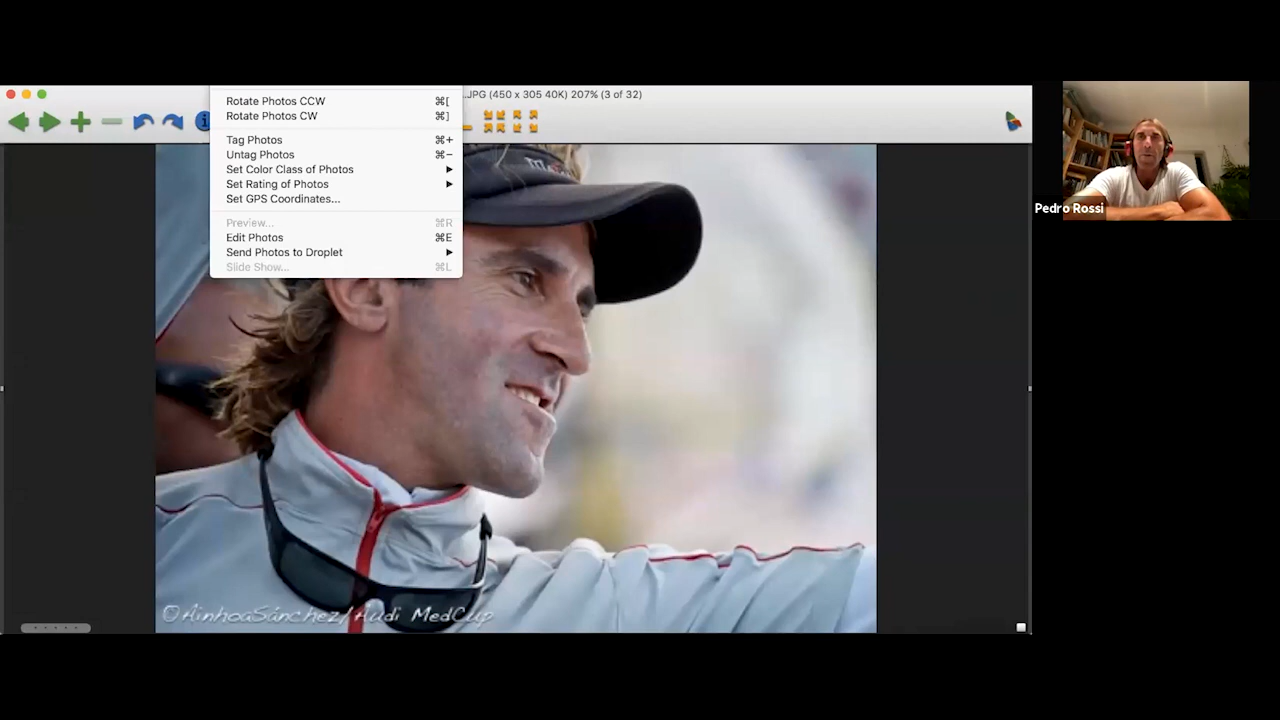 .JPG (450 x 305 40K) 207% (3 of 32)
Rotate Photos CCW ⌘[
Rotate Photos CW ⌘]
Tag Photos ⌘+
Untag Photos ⌘−
Set Color Class of Photos
Set Rating of Photos
Set GPS Coordinates...
Preview... ⌘R
Edit Photos ⌘E
Send Photos to Droplet
Slide Show... ⌘L
Pedro Rossi
©AinhoaSánchez/Audi MedCup